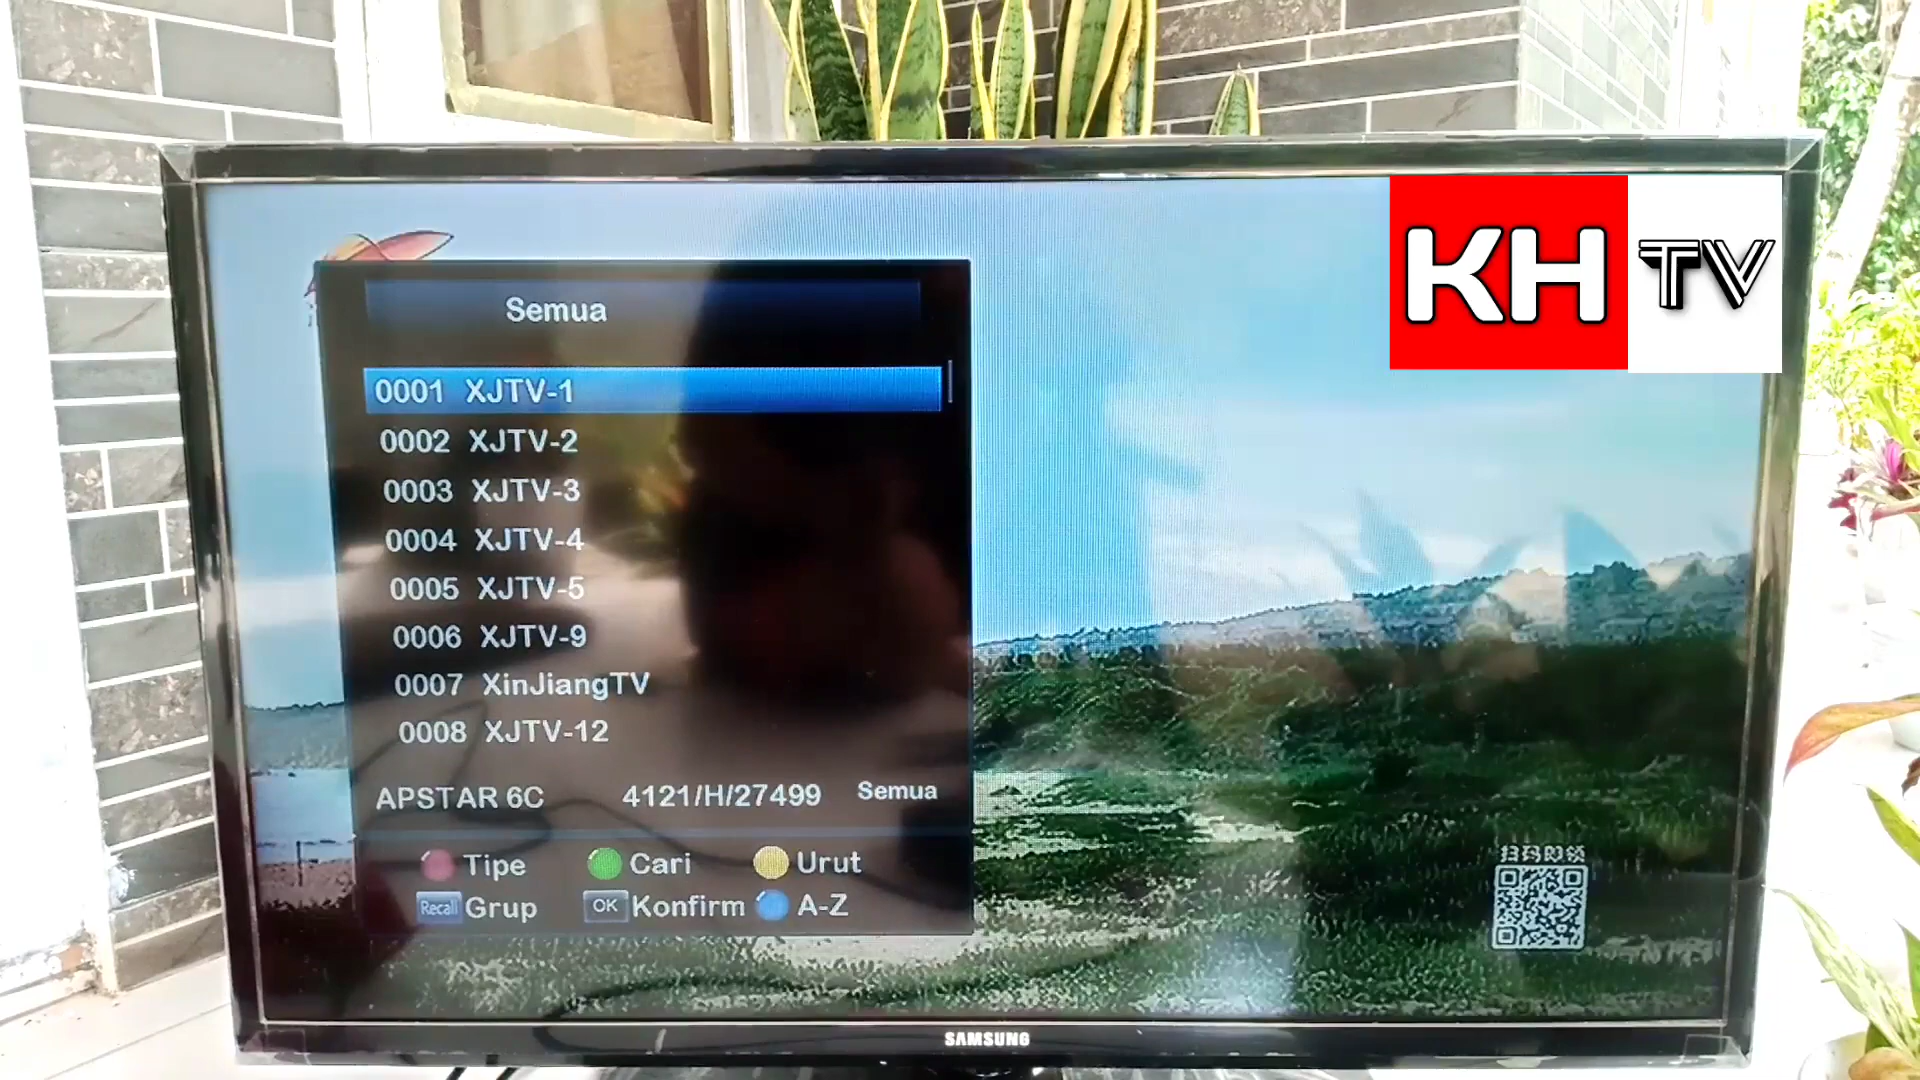 KH TV
Semua
0001 XJTV-1
0002 XJTV-2
0003 XJTV-3
0004 XJTV-4
0005 XJTV-5
0006 XJTV-9
0007 XinJiangTV
0008 XJTV-12
APSTAR 6C 4121/H/27499 Semua
Tipe Cari Urut
Recall Grup OK Konfirm A-Z
SAMSUNG